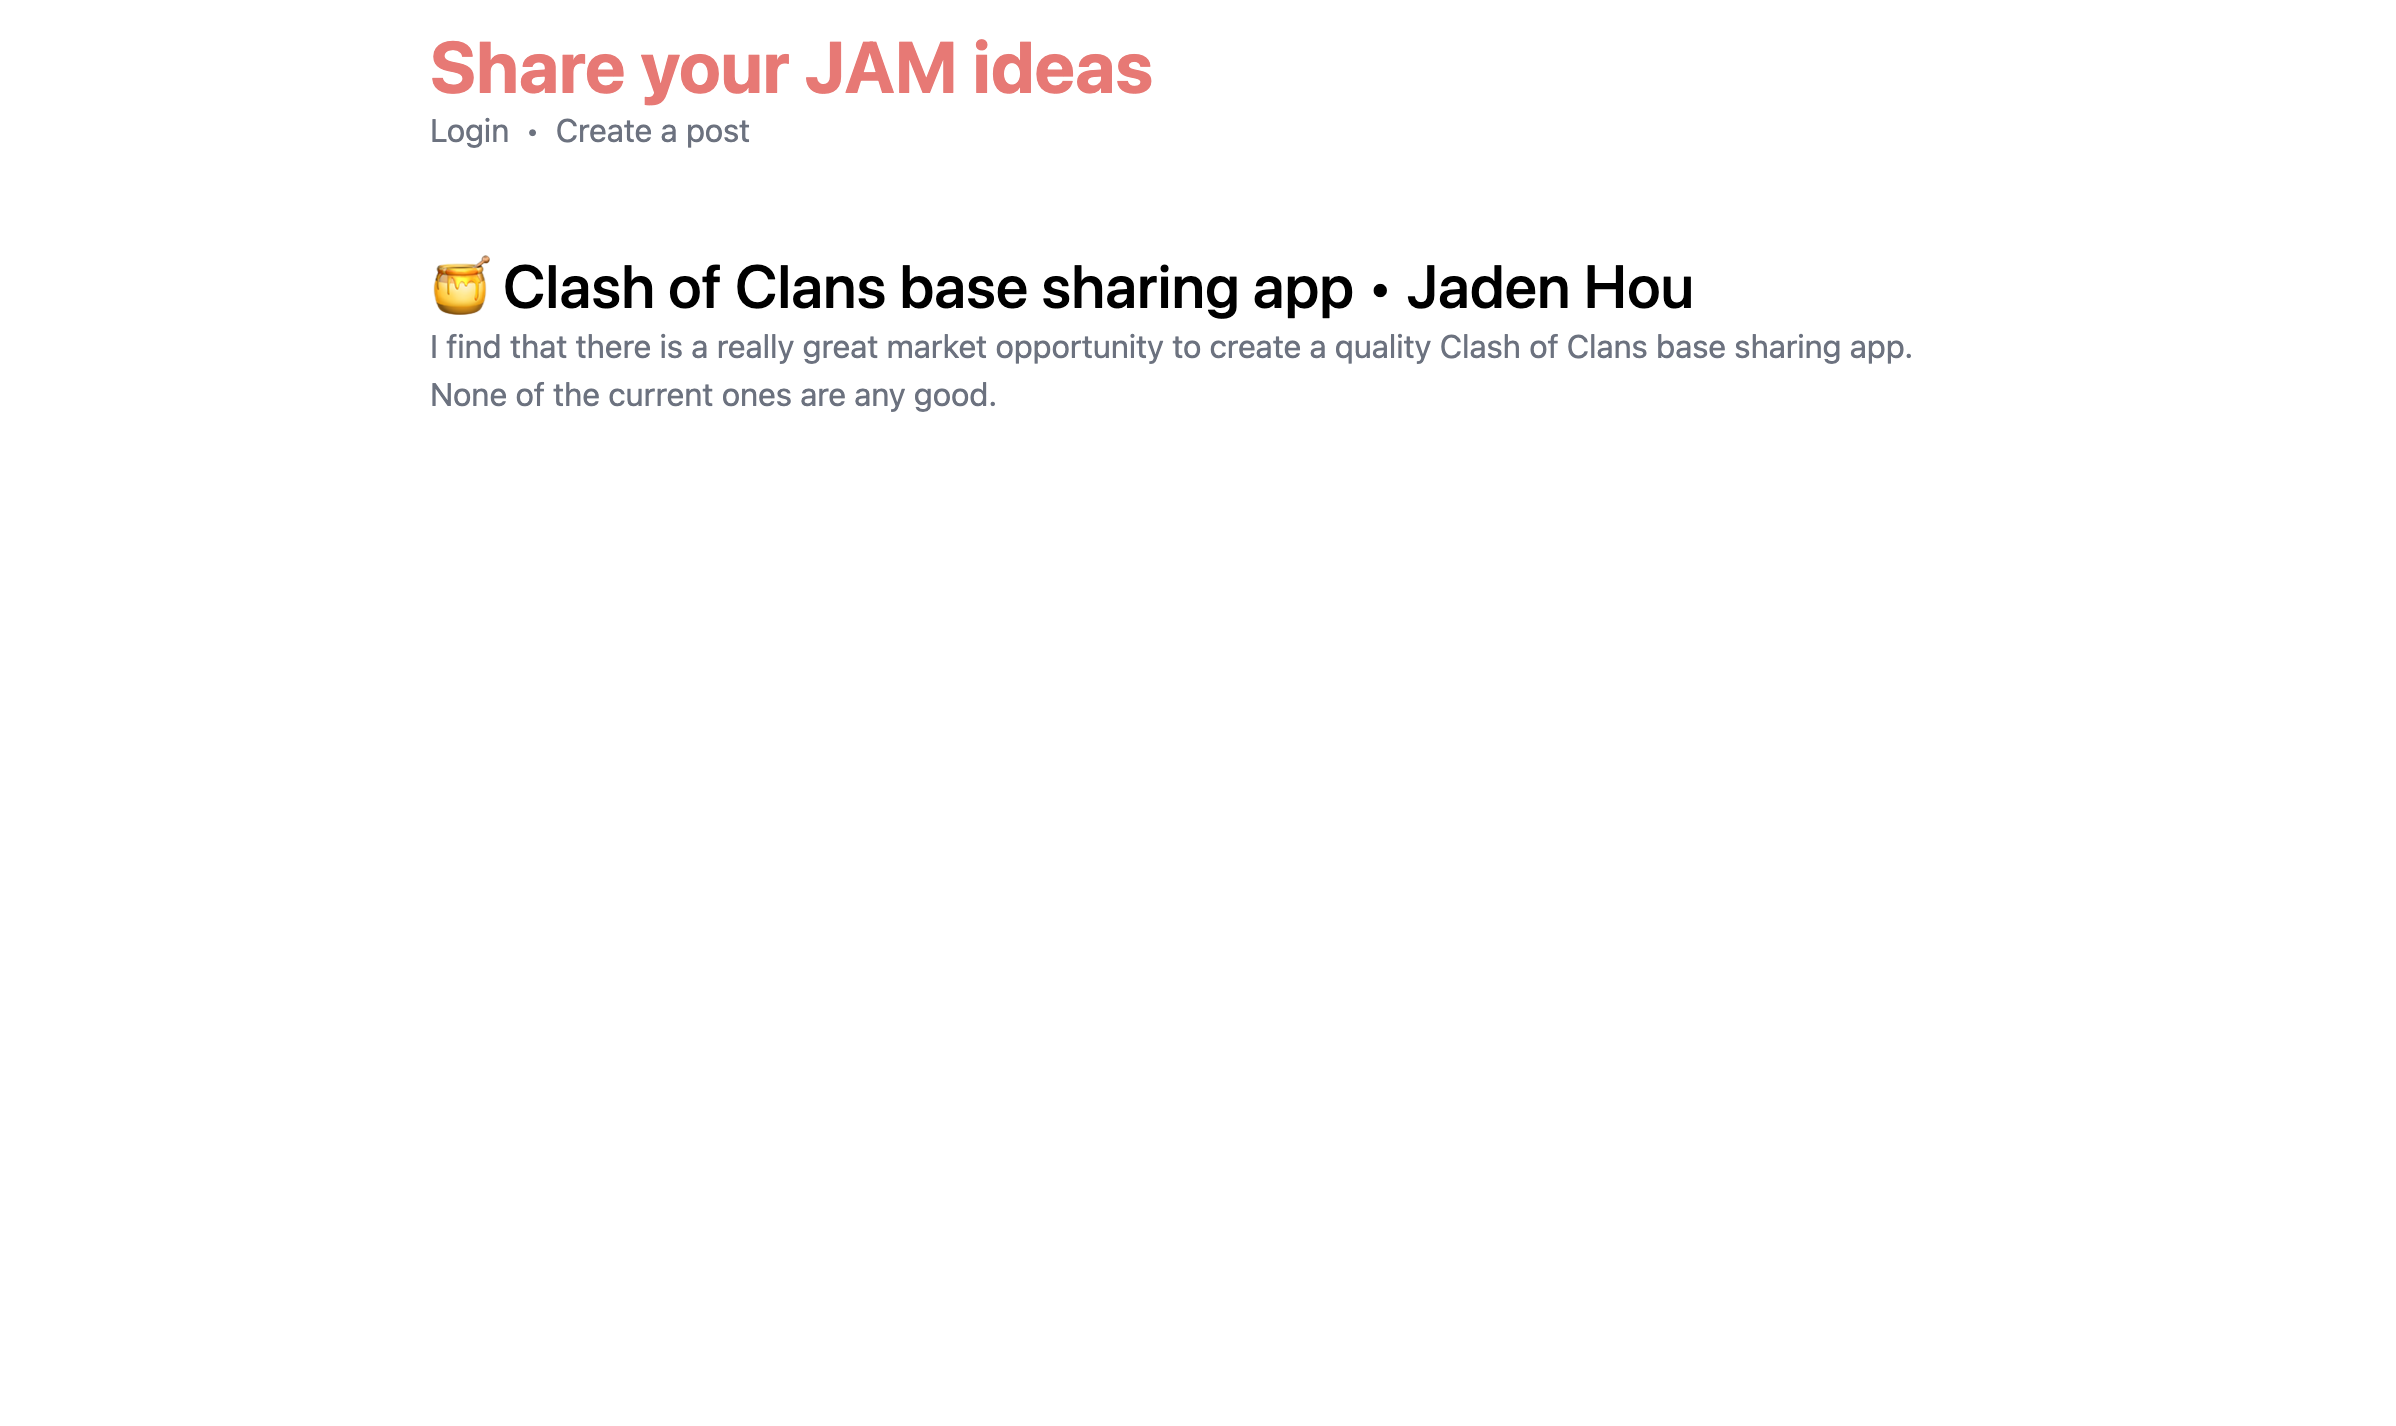 Share your JAM ideas
Login • Create a post
🍯 Clash of Clans base sharing app • Jaden Hou
I find that there is a really great market opportunity to create a quality Clash of Clans base sharing app.
None of the current ones are any good.